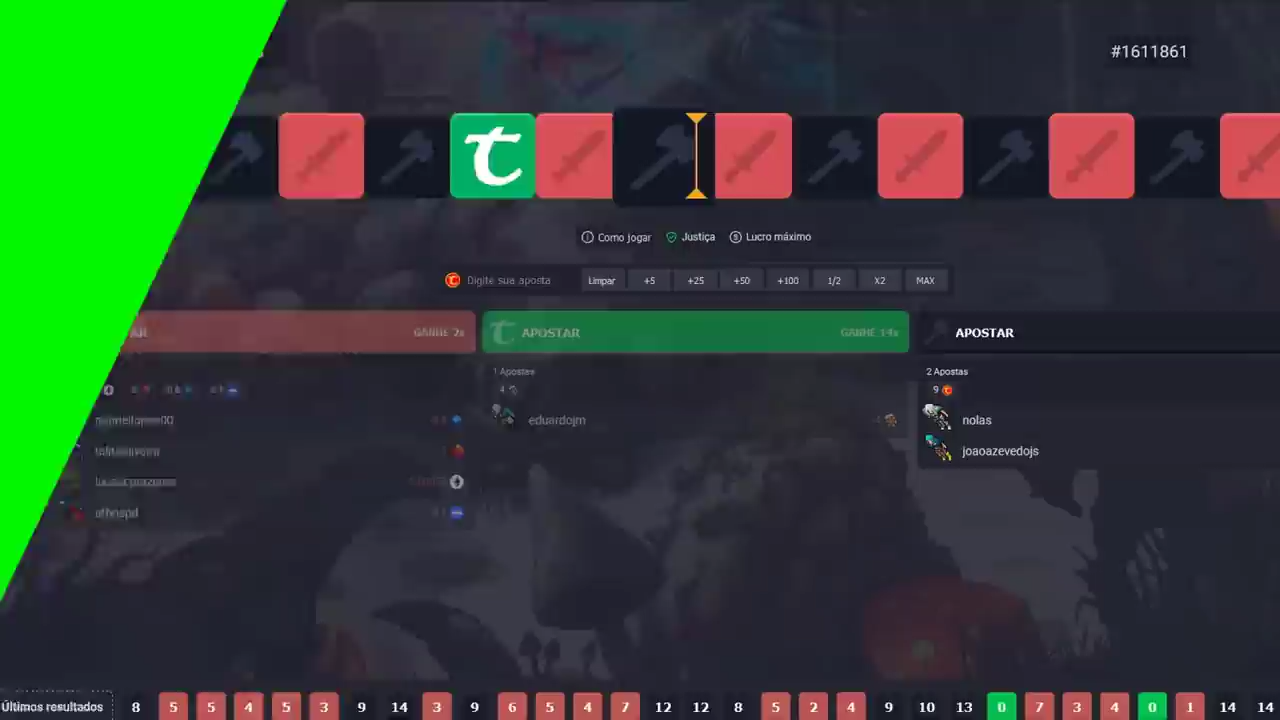 #1611861
Como jogar Justiça Lucro máximo
Digite sua aposta Limpar +5 +25 +50 +100 1/2 X2 MAX
GANHE 2x APOSTAR GANHE 14x APOSTAR
1 Apostas 2 Apostas
4 9
eduardojm nolas
joaoazevedojs
Últimos resultados 8 5 5 4 5 3 9 14 3 9 6 5 4 7 12 12 8 5 2 4 9 10 13 0 7 3 4 0 1 14 14